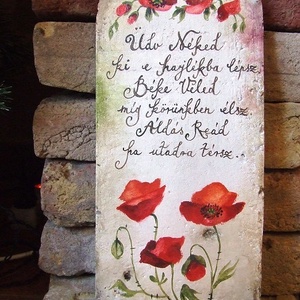 Üdv Néked
ki e hajlékba lépsz,
Béke Véled
míg körünkben élsz
Áldás Reád
ha utadra térsz..